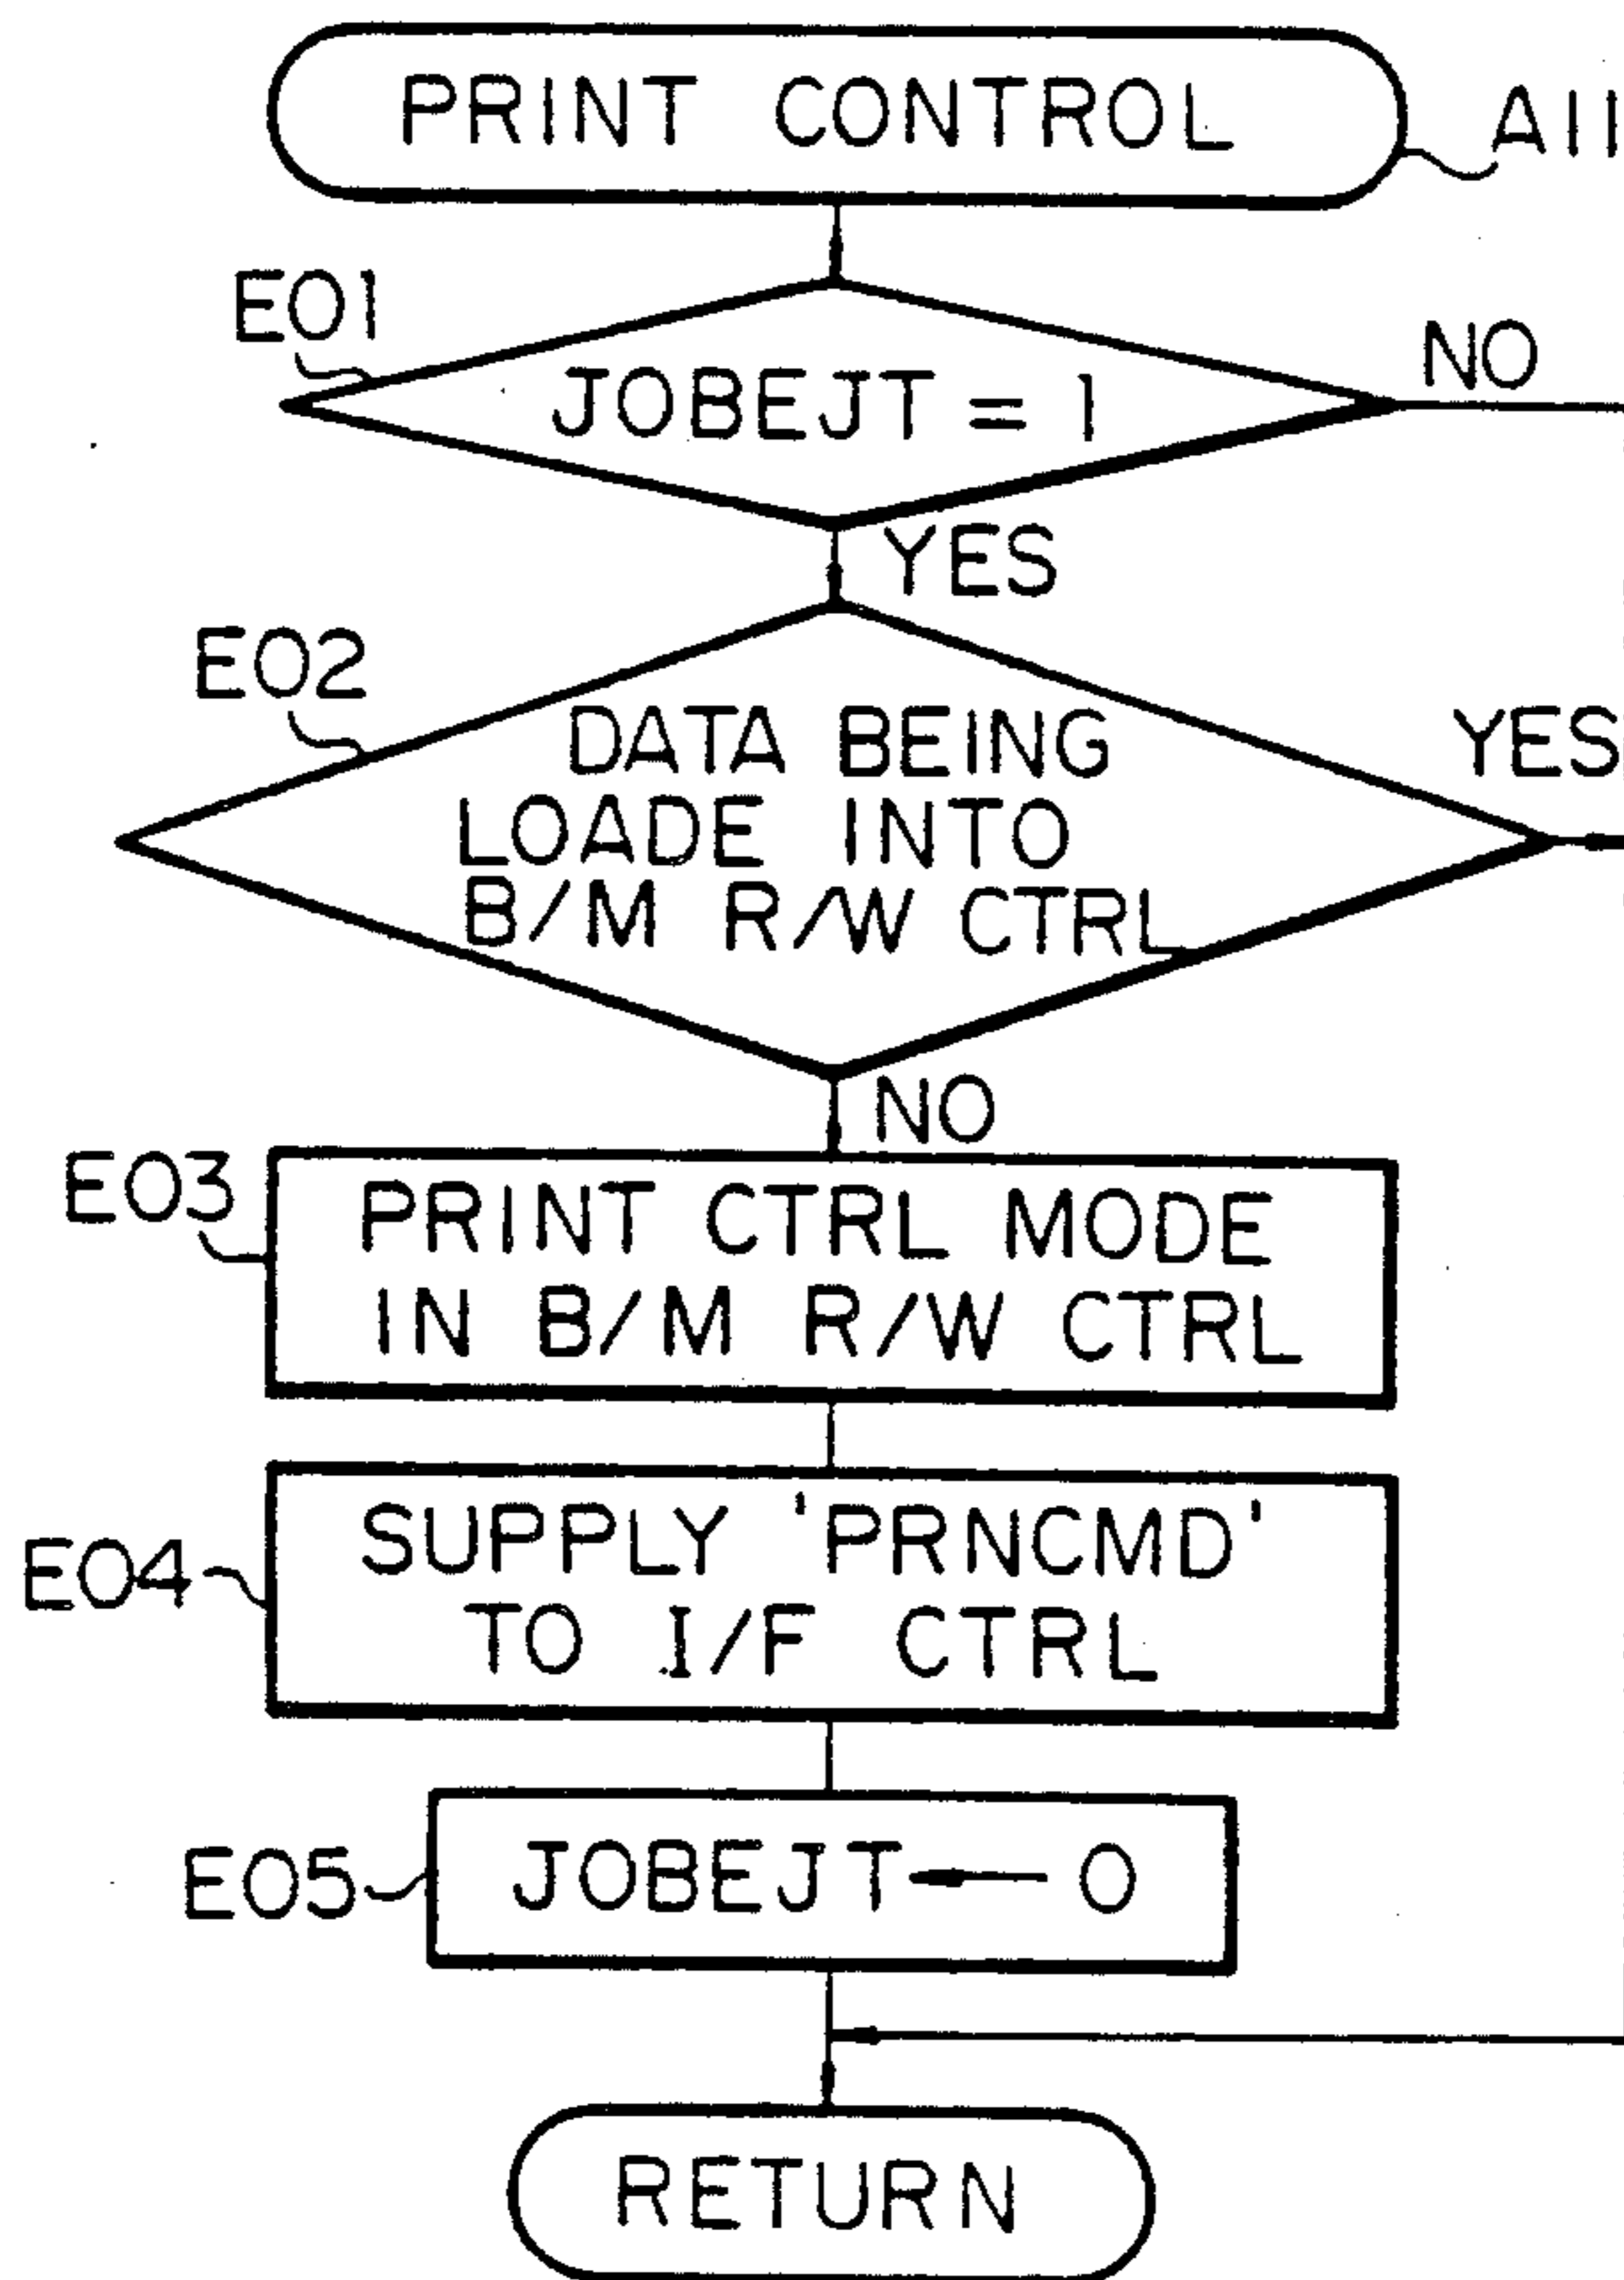 PRINT CONTROL
A11
E01
JOBEJT = 1
NO
YES
E02
DATA BEING
LOADE INTO
B/M R/W CTRL
YES
NO
E03
PRINT CTRL MODE
IN B/M R/W CTRL
E04
SUPPLY 'PRNCMD'
TO I/F CTRL
E05
JOBEJT ← 0
RETURN